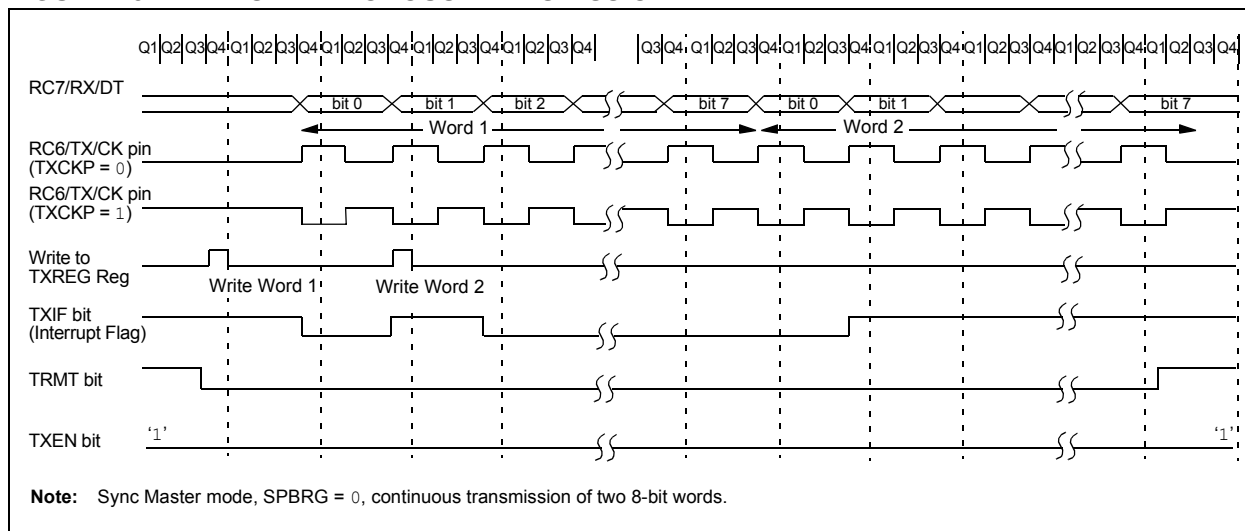 Q1 Q2 Q3 Q4 Q1 Q2 Q3 Q4 Q1 Q2 Q3 Q4 Q1 Q2 Q3 Q4 Q1 Q2 Q3 Q4 Q3 Q4 Q1 Q2 Q3 Q4 Q1 Q2 Q3 Q4 Q1 Q2 Q3 Q4 Q1 Q2 Q3 Q4 Q1 Q2 Q3 Q4 Q1 Q2 Q3 Q4
RC7/RX/DT
bit 0 bit 1 bit 2 bit 7 bit 0 bit 1 bit 7
Word 1 Word 2
RC6/TX/CK pin
(TXCKP = 0)
RC6/TX/CK pin
(TXCKP = 1)
Write to
TXREG Reg
Write Word 1 Write Word 2
TXIF bit
(Interrupt Flag)
TRMT bit
TXEN bit ‘1’ ‘1’
Note: Sync Master mode, SPBRG = 0, continuous transmission of two 8-bit words.